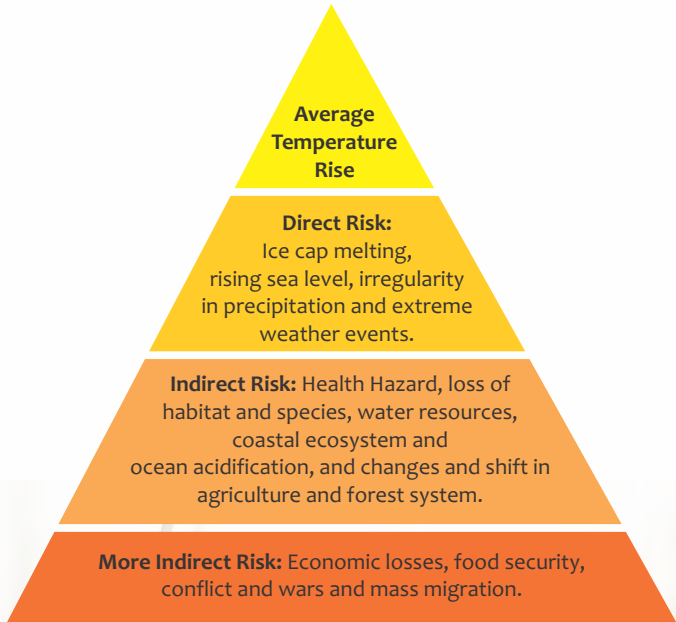 Average
Temperature
Rise
Direct Risk:
Ice cap melting,
rising sea level, irregularity
in precipitation and extreme
weather events.
Indirect Risk: Health Hazard, loss of
habitat and species, water resources,
coastal ecosystem and
ocean acidification, and changes and shift in
agriculture and forest system.
More Indirect Risk: Economic losses, food security,
conflict and wars and mass migration.